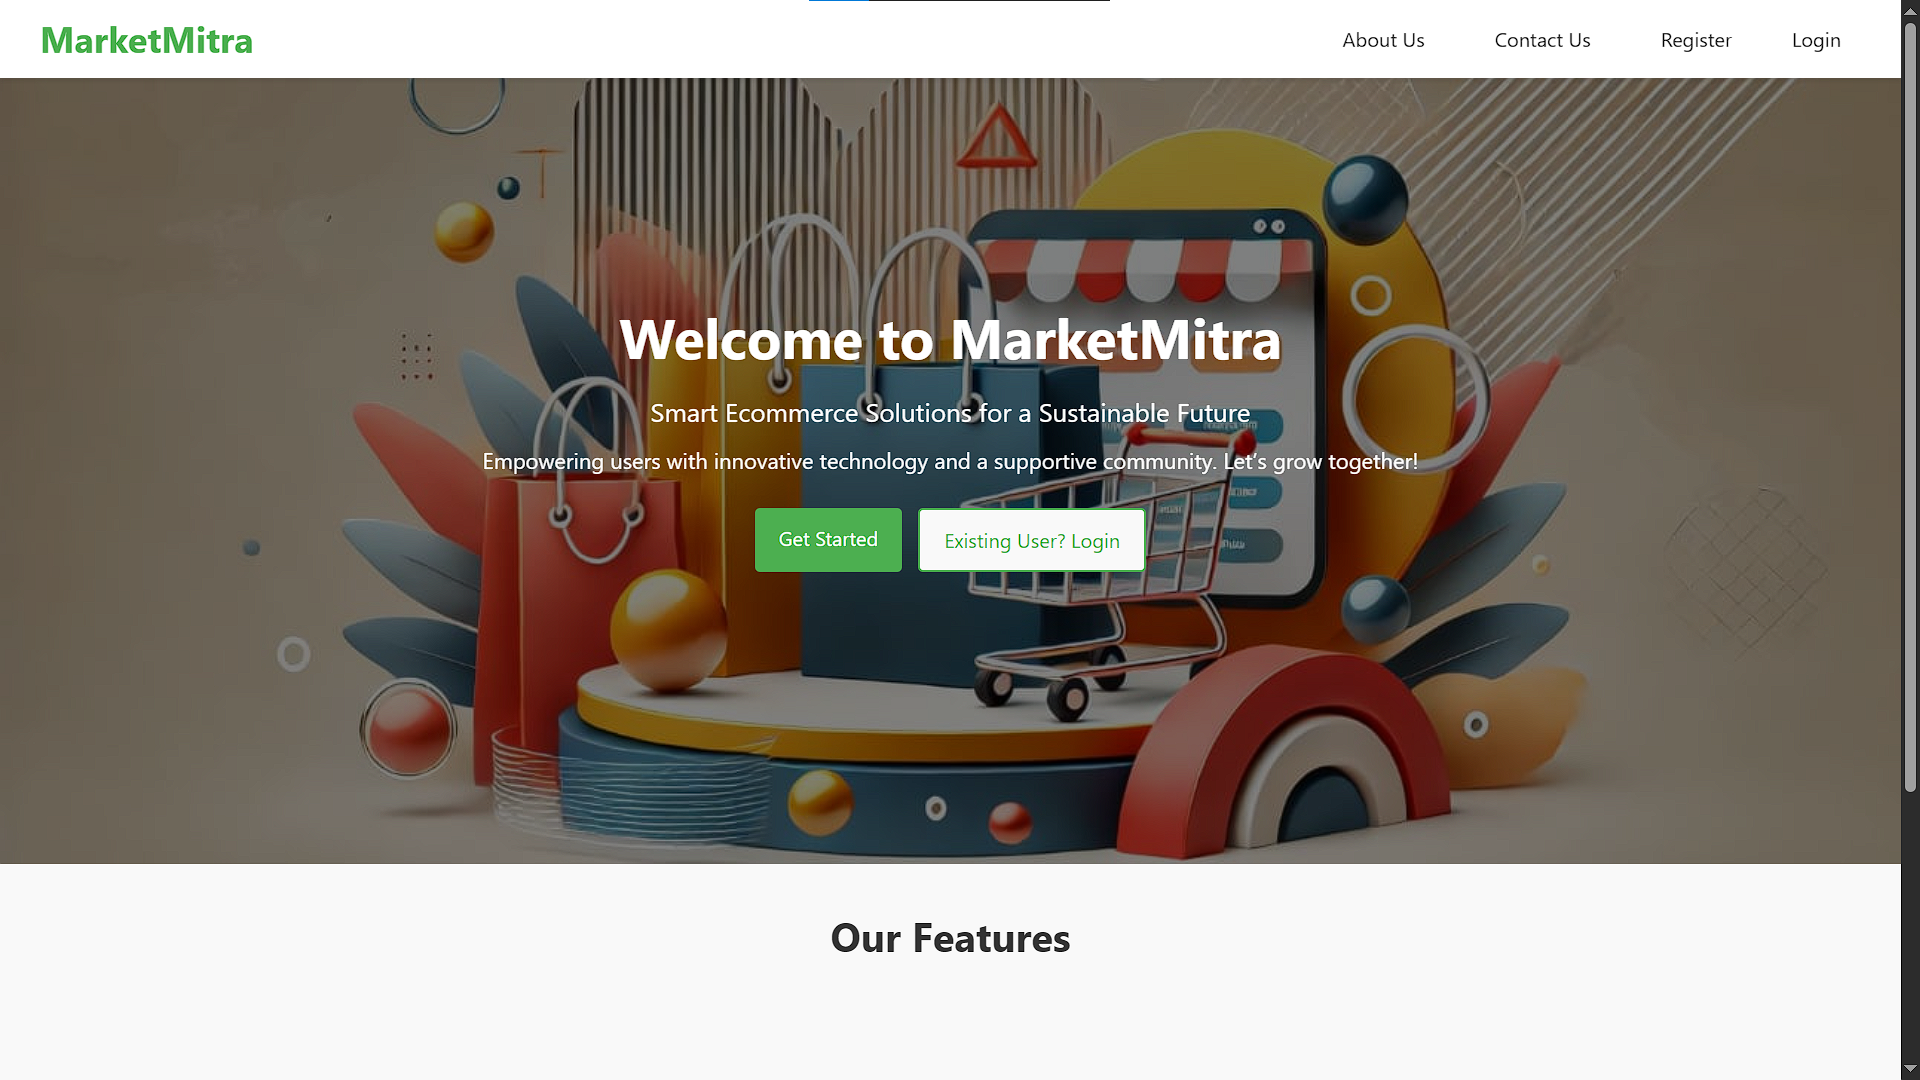 MarketMitra
About Us
Contact Us
Register
Login
Welcome to MarketMitra
Smart Ecommerce Solutions for a Sustainable Future
Empowering users with innovative technology and a supportive community. Let’s grow together!
Get Started
Existing User? Login
Our Features